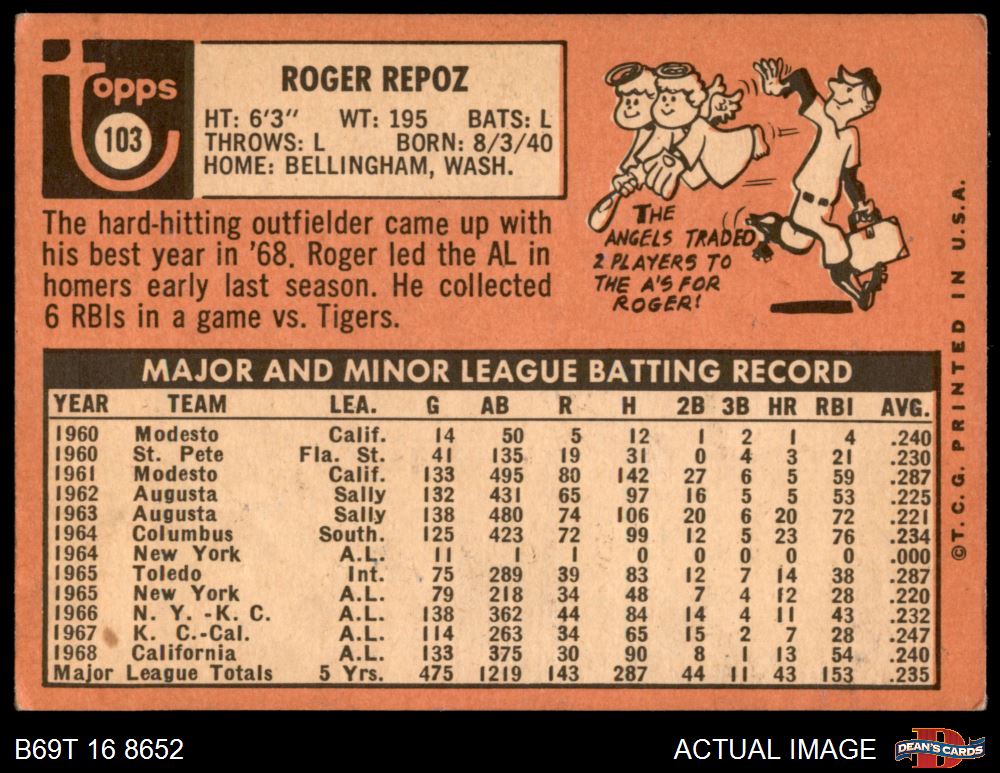 topps
103
ROGER REPOZ
HT: 6'3" WT: 195 BATS: L
THROWS: L BORN: 8/3/40
HOME: BELLINGHAM, WASH.
The hard-hitting outfielder came up with
his best year in '68. Roger led the AL in
homers early last season. He collected
6 RBIs in a game vs. Tigers.
THE
ANGELS TRADED
2 PLAYERS TO
THE A'S FOR
ROGER!
MAJOR AND MINOR LEAGUE BATTING RECORD
YEAR TEAM LEA. G AB R H 2B 3B HR RBI AVG.
1960 Modesto Calif. 14 50 5 12 1 2 1 4 .240
1960 St. Pete Fla. St. 41 135 19 31 0 4 3 21 .230
1961 Modesto Calif. 133 495 80 142 27 6 5 59 .287
1962 Augusta Sally 132 431 65 97 16 5 5 53 .225
1963 Augusta Sally 138 480 74 106 20 6 20 72 .221
1964 Columbus South. 125 423 72 99 12 5 23 76 .234
1964 New York A.L. 11 1 1 0 0 0 0 0 .000
1965 Toledo Int. 75 289 39 83 12 7 14 38 .287
1965 New York A.L. 79 218 34 48 7 4 12 28 .220
1966 N. Y. -K. C. A.L. 138 362 44 84 14 4 11 43 .232
1967 K. C.-Cal. A.L. 114 263 34 65 15 2 7 28 .247
1968 California A.L. 133 375 30 90 8 1 13 54 .240
Major League Totals 5 Yrs. 475 1219 143 287 44 11 43 153 .235
©T. C. G. PRINTED IN U.S.A.
B69T 16 8652
ACTUAL IMAGE
D
DEAN'S CARDS